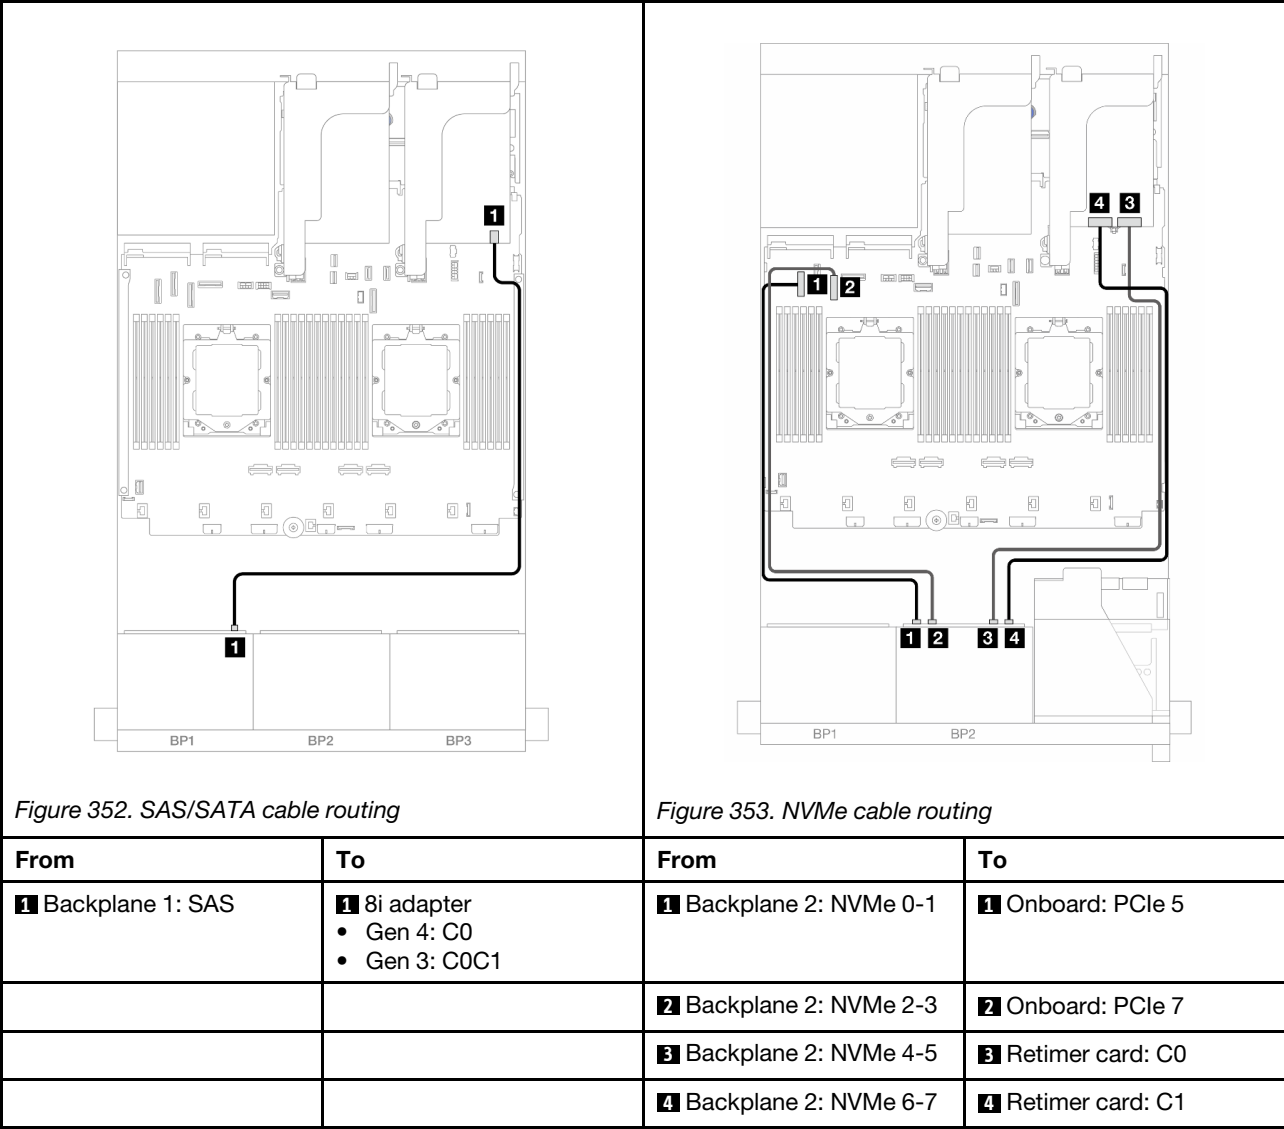 1
1
BP1
BP2
BP3
Figure 352. SAS/SATA cable routing
4
3
1
2
1
2
3
4
BP1
BP2
Figure 353. NVMe cable routing
From
To
From
To
1 Backplane 1: SAS
1 8i adapter
• Gen 4: C0
• Gen 3: C0C1
1 Backplane 2: NVMe 0-1
1 Onboard: PCIe 5
2 Backplane 2: NVMe 2-3
2 Onboard: PCIe 7
3 Backplane 2: NVMe 4-5
3 Retimer card: C0
4 Backplane 2: NVMe 6-7
4 Retimer card: C1